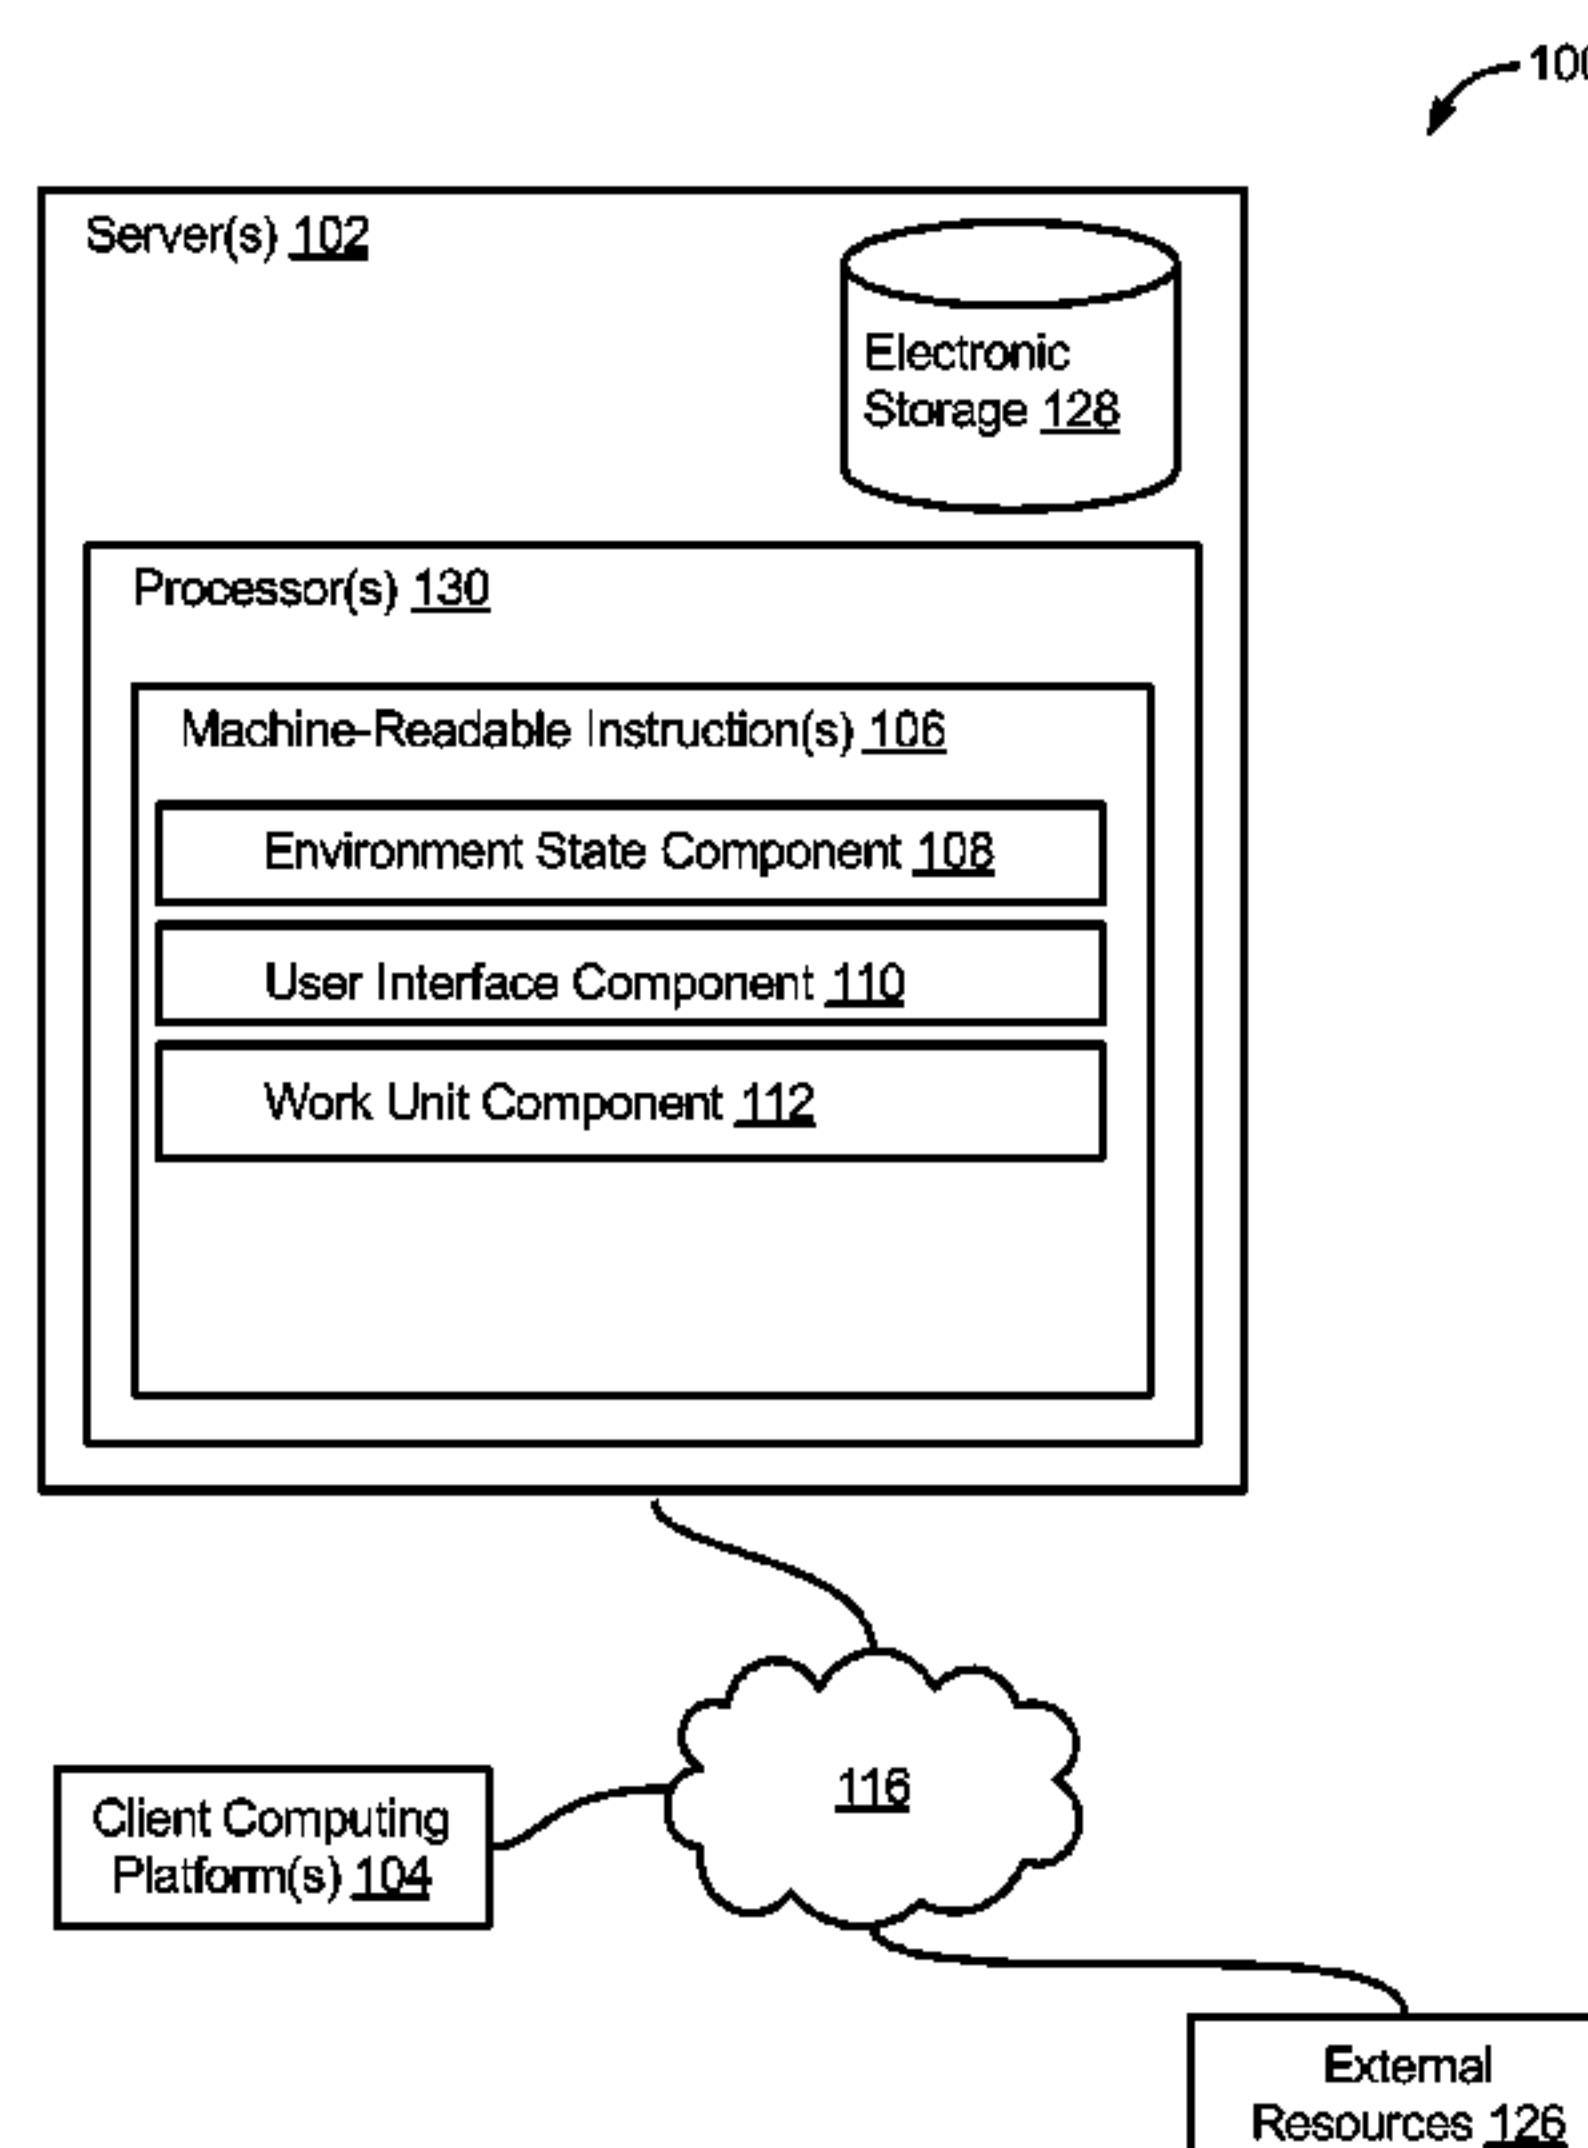 100
Server(s) 102
Electronic
Storage 128
Processor(s) 130
Machine-Readable Instruction(s) 106
Environment State Component 108
User Interface Component 110
Work Unit Component 112
116
Client Computing
Platform(s) 104
External
Resources 126